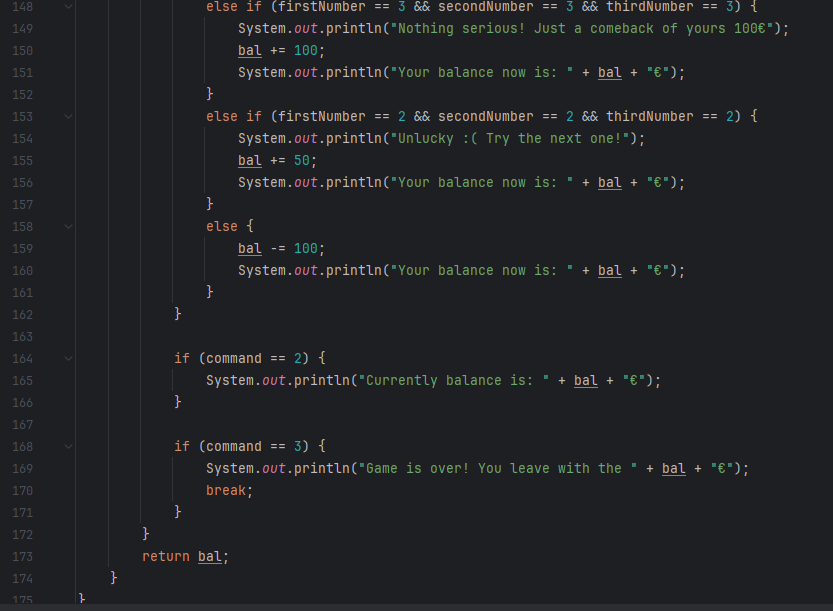 148 else if (firstNumber == 3 && secondNumber == 3 && thirdNumber == 3) {
149 System.out.println("Nothing serious! Just a comeback of yours 100€");
150 bal += 100;
151 System.out.println("Your balance now is: " + bal + "€");
152 }
153 else if (firstNumber == 2 && secondNumber == 2 && thirdNumber == 2) {
154 System.out.println("Unlucky :( Try the next one!");
155 bal += 50;
156 System.out.println("Your balance now is: " + bal + "€");
157 }
158 else {
159 bal -= 100;
160 System.out.println("Your balance now is: " + bal + "€");
161 }
162 }
163
164 if (command == 2) {
165 System.out.println("Currently balance is: " + bal + "€");
166 }
167
168 if (command == 3) {
169 System.out.println("Game is over! You leave with the " + bal + "€");
170 break;
171 }
172 }
173 return bal;
174 }
175 }